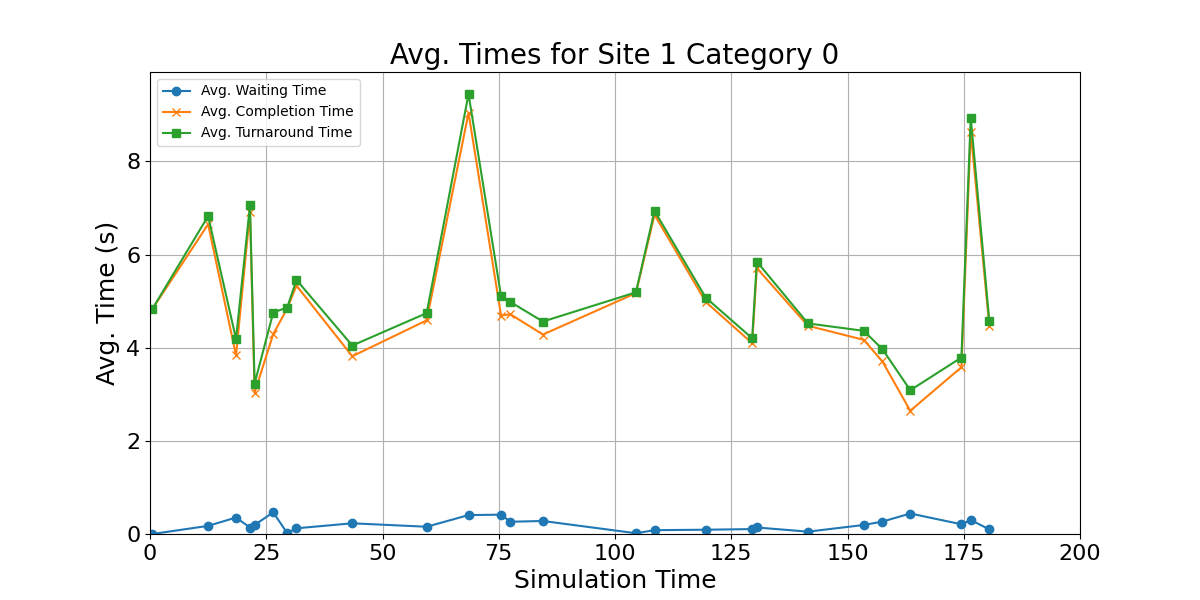 Avg. Times for Site 1 Category 0
Avg. Waiting Time
Avg. Completion Time
Avg. Turnaround Time
Avg. Time (s)
8
6
4
2
0
0 25 50 75 100 125 150 175 200
Simulation Time